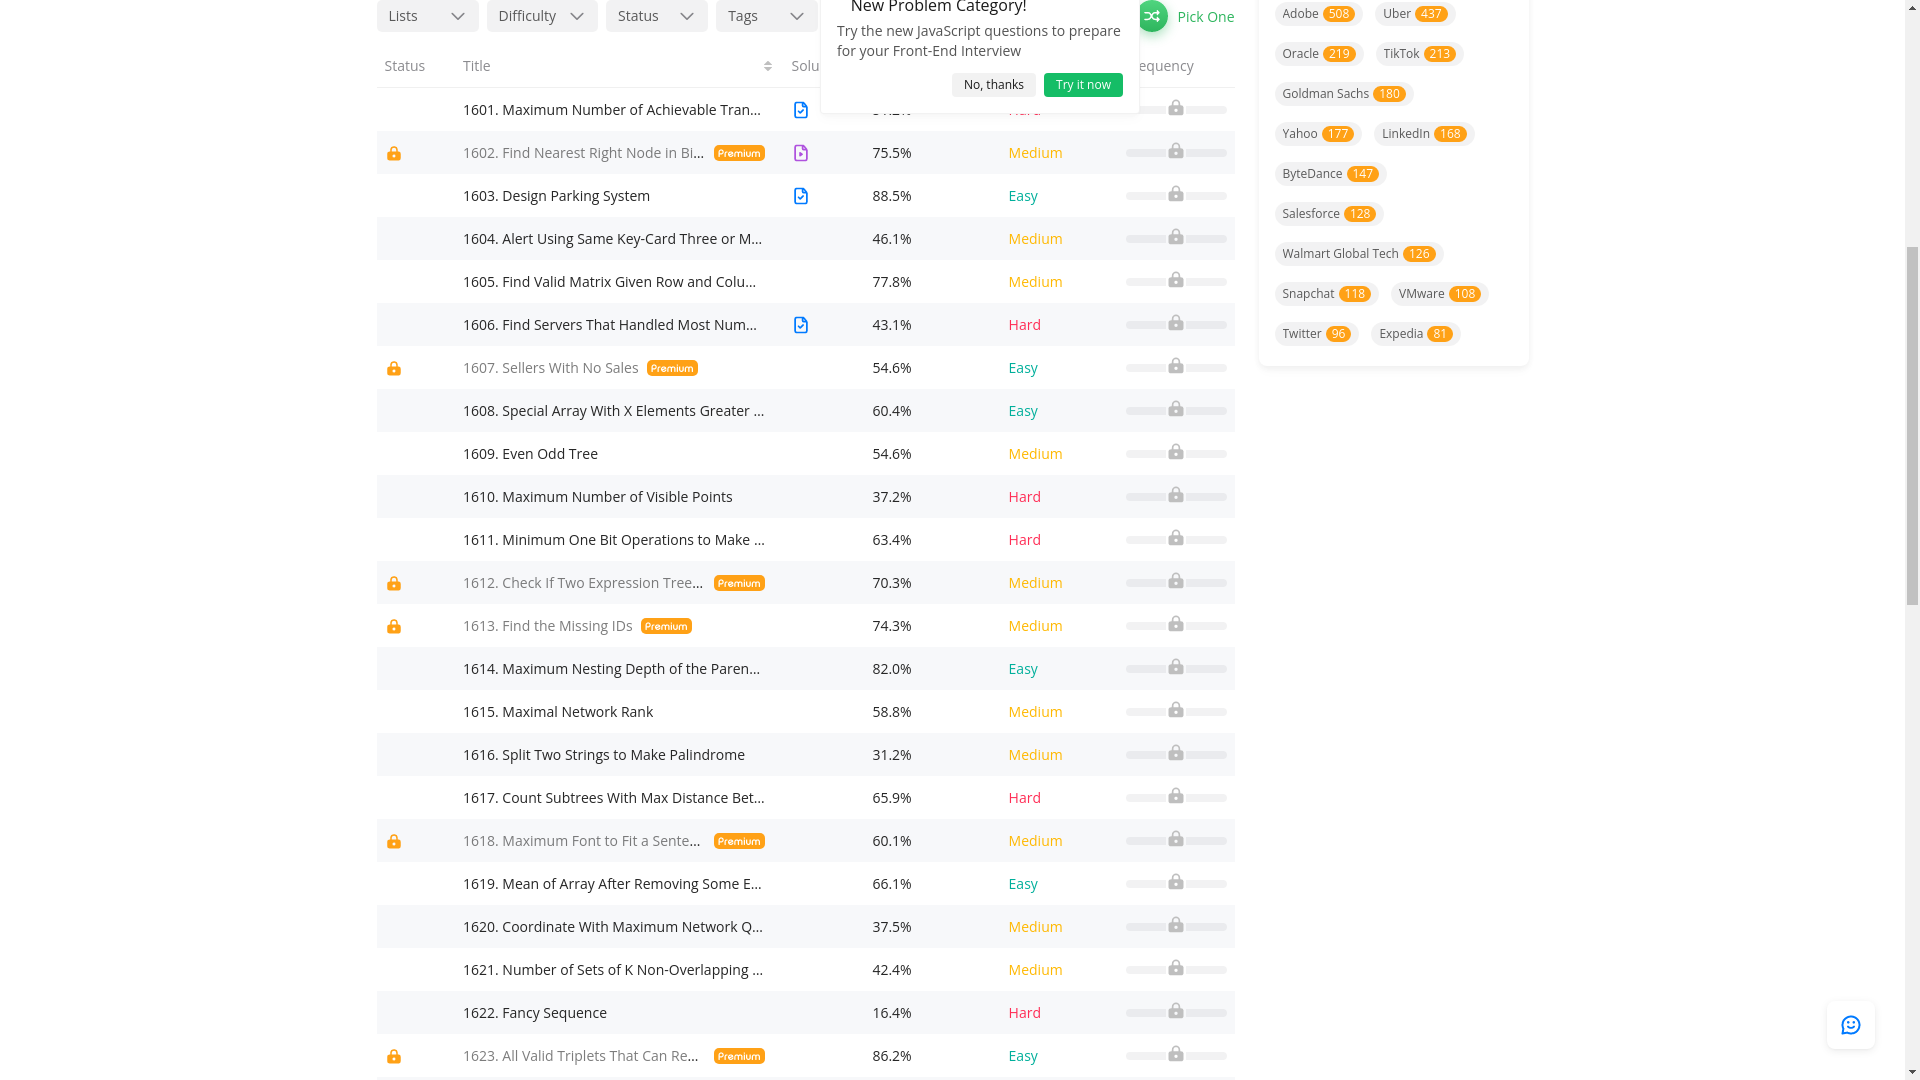 Lists Difficulty Status Tags
New Problem Category!
Try the new JavaScript questions to prepare
for your Front-End Interview
No, thanks Try it now
Pick One
Status Title Solu equency
1601. Maximum Number of Achievable Tran...
1602. Find Nearest Right Node in Bi... Premium 75.5% Medium
1603. Design Parking System 88.5% Easy
1604. Alert Using Same Key-Card Three or M... 46.1% Medium
1605. Find Valid Matrix Given Row and Colu... 77.8% Medium
1606. Find Servers That Handled Most Num... 43.1% Hard
1607. Sellers With No Sales Premium 54.6% Easy
1608. Special Array With X Elements Greater ... 60.4% Easy
1609. Even Odd Tree 54.6% Medium
1610. Maximum Number of Visible Points 37.2% Hard
1611. Minimum One Bit Operations to Make ... 63.4% Hard
1612. Check If Two Expression Tree... Premium 70.3% Medium
1613. Find the Missing IDs Premium 74.3% Medium
1614. Maximum Nesting Depth of the Paren... 82.0% Easy
1615. Maximal Network Rank 58.8% Medium
1616. Split Two Strings to Make Palindrome 31.2% Medium
1617. Count Subtrees With Max Distance Bet... 65.9% Hard
1618. Maximum Font to Fit a Sente... Premium 60.1% Medium
1619. Mean of Array After Removing Some E... 66.1% Easy
1620. Coordinate With Maximum Network Q... 37.5% Medium
1621. Number of Sets of K Non-Overlapping ... 42.4% Medium
1622. Fancy Sequence 16.4% Hard
1623. All Valid Triplets That Can Re... Premium 86.2% Easy
Adobe 508 Uber 437
Oracle 219 TikTok 213
Goldman Sachs 180
Yahoo 177 LinkedIn 168
ByteDance 147
Salesforce 128
Walmart Global Tech 126
Snapchat 118 VMware 108
Twitter 96 Expedia 81